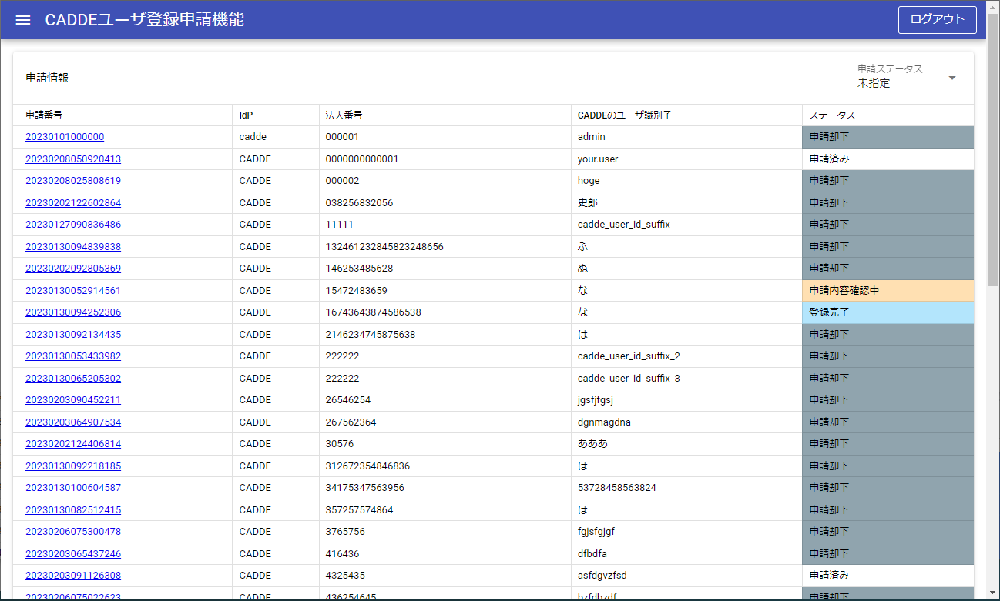 CADDEユーザ登録申請機能 ログアウト
申請ステータス
申請情報 未指定
申請番号 IdP 法人番号 CADDEのユーザ識別子 ステータス
20230101000000 cadde 000001 admin 申請却下
20230208050920413 CADDE 0000000000001 your.user 申請済み
20230208025808619 CADDE 000002 hoge 申請却下
20230202122602864 CADDE 038256832056 史郎 申請却下
20230127090836486 CADDE 11111 cadde_user_id_suffix 申請却下
20230130094839838 CADDE 132461232845823248656 ふ 申請却下
20230202092805369 CADDE 146253485628 ぬ 申請却下
20230130052914561 CADDE 15472483659 な 申請内容確認中
20230130094252306 CADDE 16743643874586538 な 登録完了
20230130092134435 CADDE 2146234745875638 は 申請却下
20230130053433982 CADDE 222222 cadde_user_id_suffix_2 申請却下
20230130065205302 CADDE 222222 cadde_user_id_suffix_3 申請却下
20230203090452211 CADDE 26546254 jgsfjfgsj 申請却下
20230203064907534 CADDE 267562364 dgnmagdna 申請却下
20230202124406814 CADDE 30576 あああ 申請却下
20230130092218185 CADDE 312672354846836 は 申請却下
20230130100604587 CADDE 34175347563956 53728458563824 申請却下
20230130082512415 CADDE 357257574864 は 申請却下
20230206075300478 CADDE 3765756 fgjsfgjgf 申請却下
20230203065437246 CADDE 416436 dfbdfa 申請却下
20230203091126308 CADDE 4325435 asfdgvzfsd 申請済み
20230206075022623 CADDE 436254645 bzfdbzdf 申請却下